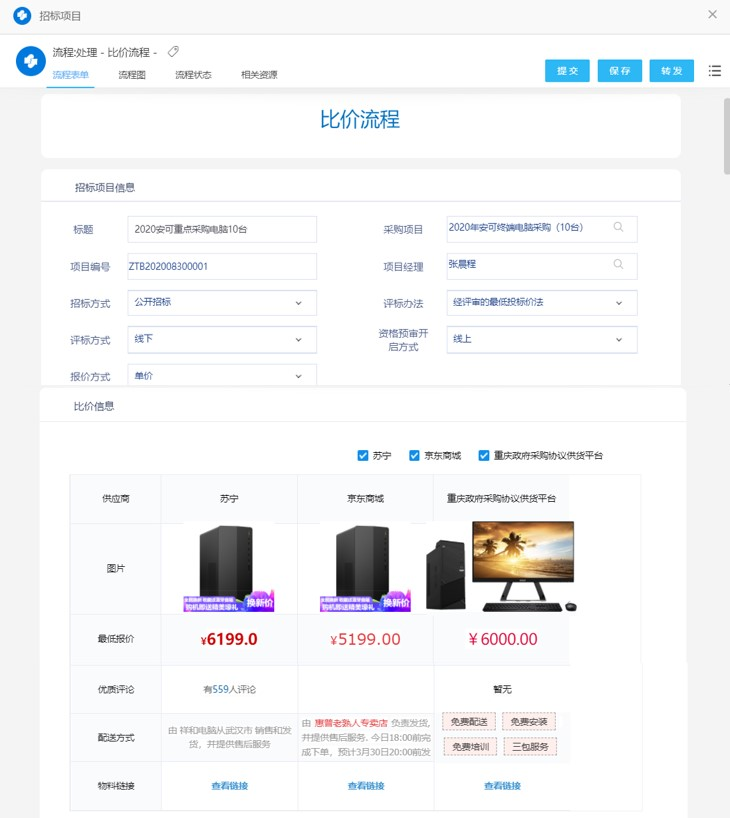 招标项目
流程:处理 - 比价流程 -
流程表单 流程图 流程状态 相关资源
提交 保存 转发
比价流程
招标项目信息
标题 2020安可重点采购电脑10台 采购项目 2020年安可终端电脑采购（10台）
项目编号 ZTB202008300001 项目经理 张晨程
招标方式 公开招标 评标办法 经评审的最低投标价法
评标方式 线下 资格预审开启方式 线上
报价方式 单价
比价信息
苏宁 京东商城 重庆政府采购协议供货平台
供应商 苏宁 京东商城 重庆政府采购协议供货平台
图片
换新价
购机即送精美壕礼
换新价
购机即送精美壕礼
最低报价 ¥6199.0 ¥5199.00 ￥6000.00
优质评论 有559人评论 暂无
配送方式
由 祥和电脑从武汉市 销售和发货，并提供售后服务
由 惠普老熟人专卖店 负责发货,
并提供售后服务. 今日18:00前完
成下单，预计3月30日20:00前发
免费配送 免费安装
免费培训 三包服务
物料链接 查看链接 查看链接 查看链接